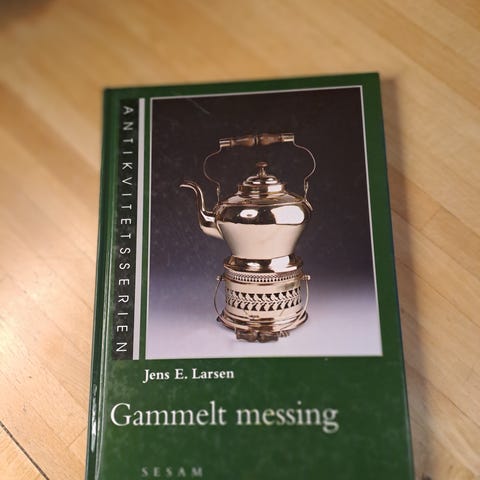 ANTIKVITETSSERIEN
Jens E. Larsen
Gammelt messing
SESAM